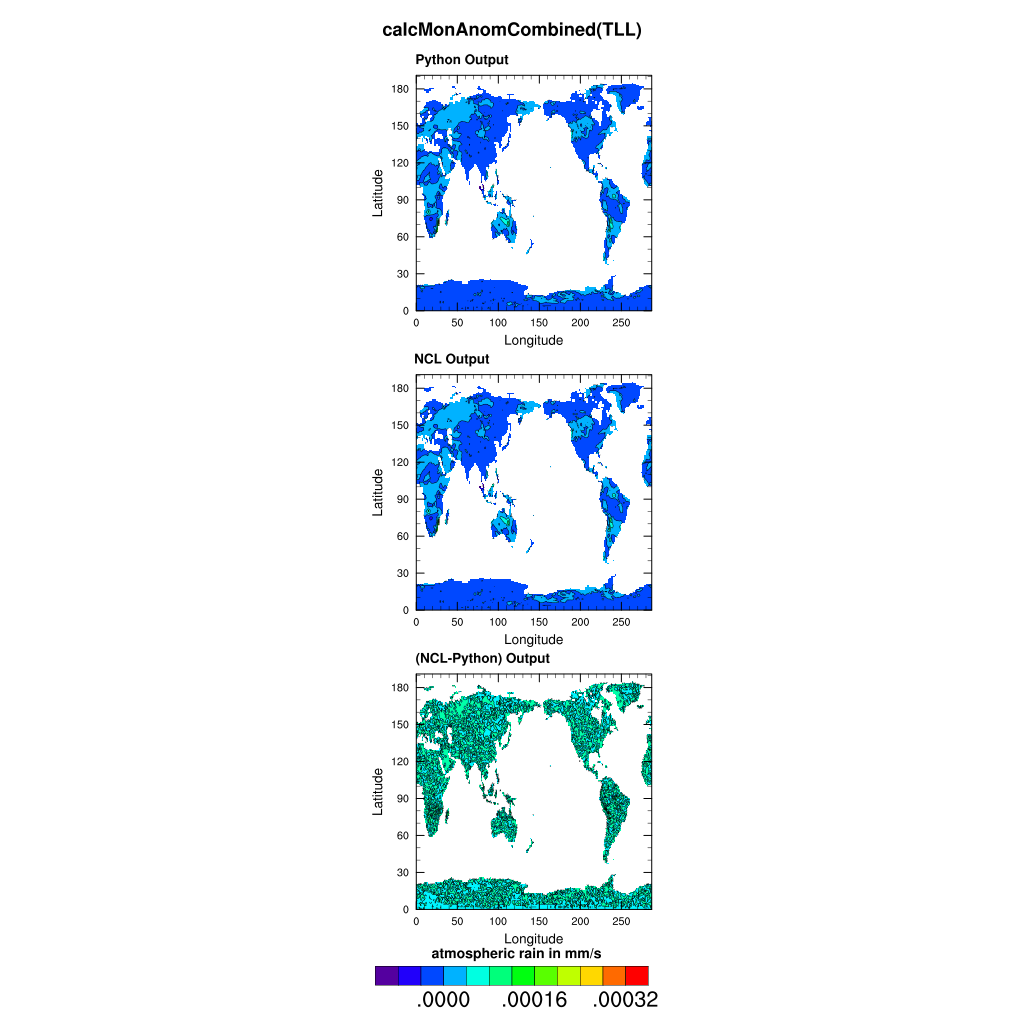 calcMonAnomCombined(TLL)
Python Output
180
150
120
90
60
30
0
Latitude
0 50 100 150 200 250
Longitude
NCL Output
180
150
120
90
60
30
0
Latitude
0 50 100 150 200 250
Longitude
(NCL-Python) Output
180
150
120
90
60
30
0
Latitude
0 50 100 150 200 250
Longitude
atmospheric rain in mm/s
.0000 .00016 .00032